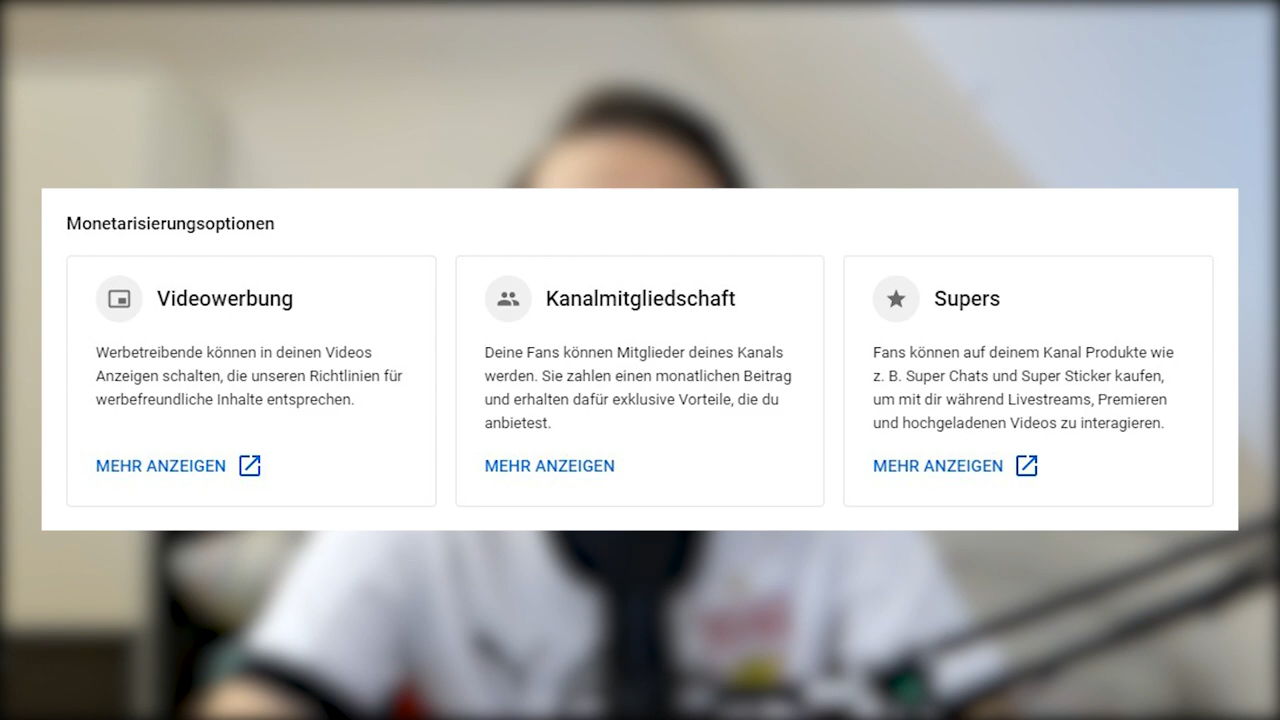 Monetarisierungsoptionen
Videowerbung
Werbetreibende können in deinen Videos
Anzeigen schalten, die unseren Richtlinien für
werbefreundliche Inhalte entsprechen.
MEHR ANZEIGEN
Kanalmitgliedschaft
Deine Fans können Mitglieder deines Kanals
werden. Sie zahlen einen monatlichen Beitrag
und erhalten dafür exklusive Vorteile, die du
anbietest.
MEHR ANZEIGEN
Supers
Fans können auf deinem Kanal Produkte wie
z. B. Super Chats und Super Sticker kaufen,
um mit dir während Livestreams, Premieren
und hochgeladenen Videos zu interagieren.
MEHR ANZEIGEN